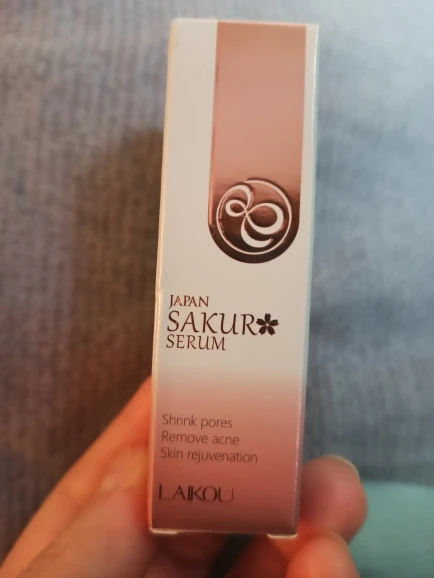 JAPAN
SAKUR
SERUM
Shrink pores
Remove acne
Skin rejuvenation
LAIKOU